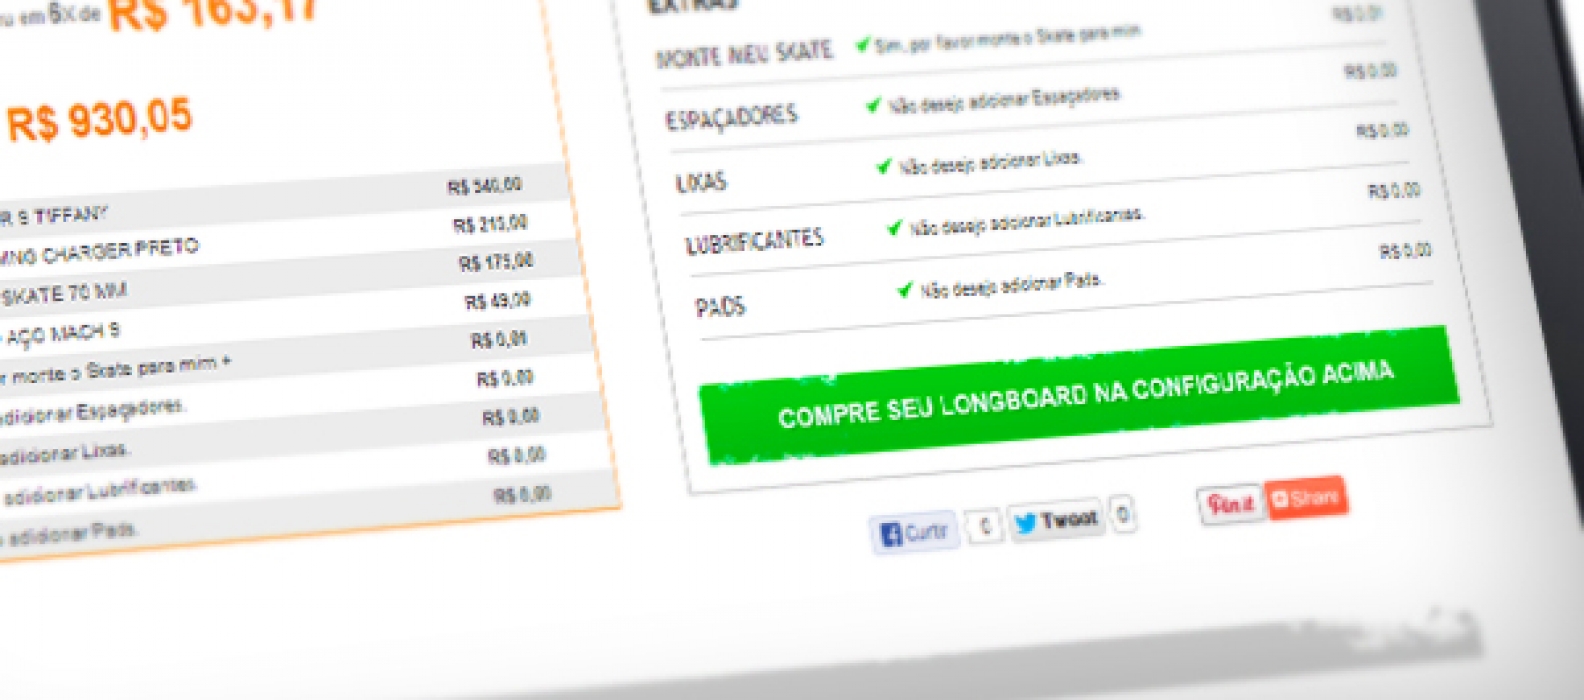 ou em 6X de R$ 163,17
R$ 930,05
R S TIFFANY R$ 340,00
MNO CHARGER PRETO R$ 210,00
SKATE 70 MM R$ 175,00
AÇO MACH 9 R$ 49,00
r monte o Skate para mim + R$ 0,01
adicionar Espaçadores. R$ 0,00
adicionar Lixas. R$ 0,00
adicionar Lubrificantes. R$ 0,00
adicionar Pads. R$ 0,00
EXTRAS
MONTE MEU SKATE Sim, por favor monte o Skate para mim R$ 0,01
ESPAÇADORES Não desejo adicionar Espaçadores. R$ 0,00
LIXAS Não desejo adicionar Lixas. R$ 0,00
LUBRIFICANTES Não desejo adicionar Lubrificantes. R$ 0,00
PADS Não desejo adicionar Pads. R$ 0,00
COMPRE SEU LONGBOARD NA CONFIGURAÇÃO ACIMA
Curtir 0 Tweet 0 Pin it Share